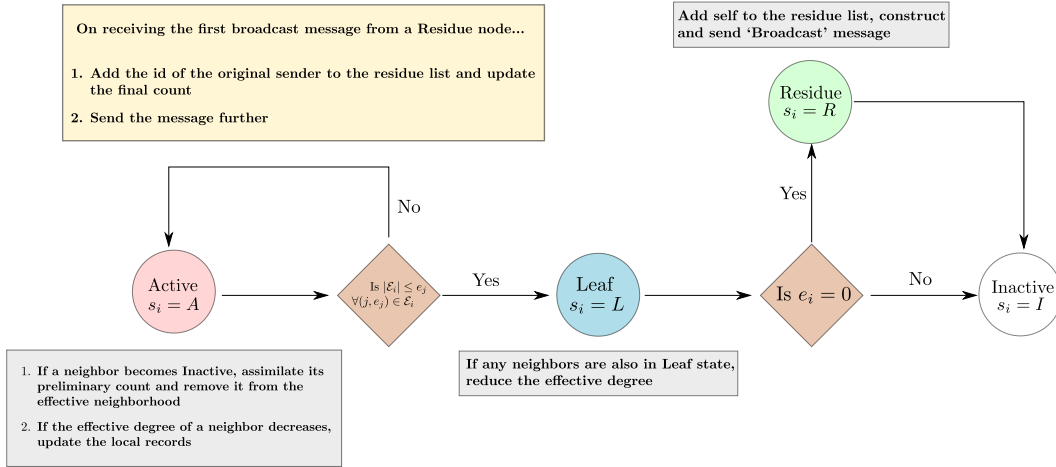 On receiving the first broadcast message from a Residue node...
1. Add the id of the original sender to the residue list and update
the final count
2. Send the message further
Add self to the residue list, construct
and send ‘Broadcast’ message
Residue
s_i = R
Yes
No
Active
s_i = A
Is |ℰ_i| ≤ e_j
∀(j, e_j) ∈ ℰ_i
Yes
Leaf
s_i = L
Is e_i = 0
No
Inactive
s_i = I
1. If a neighbor becomes Inactive, assimilate its
preliminary count and remove it from the
effective neighborhood
2. If the effective degree of a neighbor decreases,
update the local records
If any neighbors are also in Leaf state,
reduce the effective degree